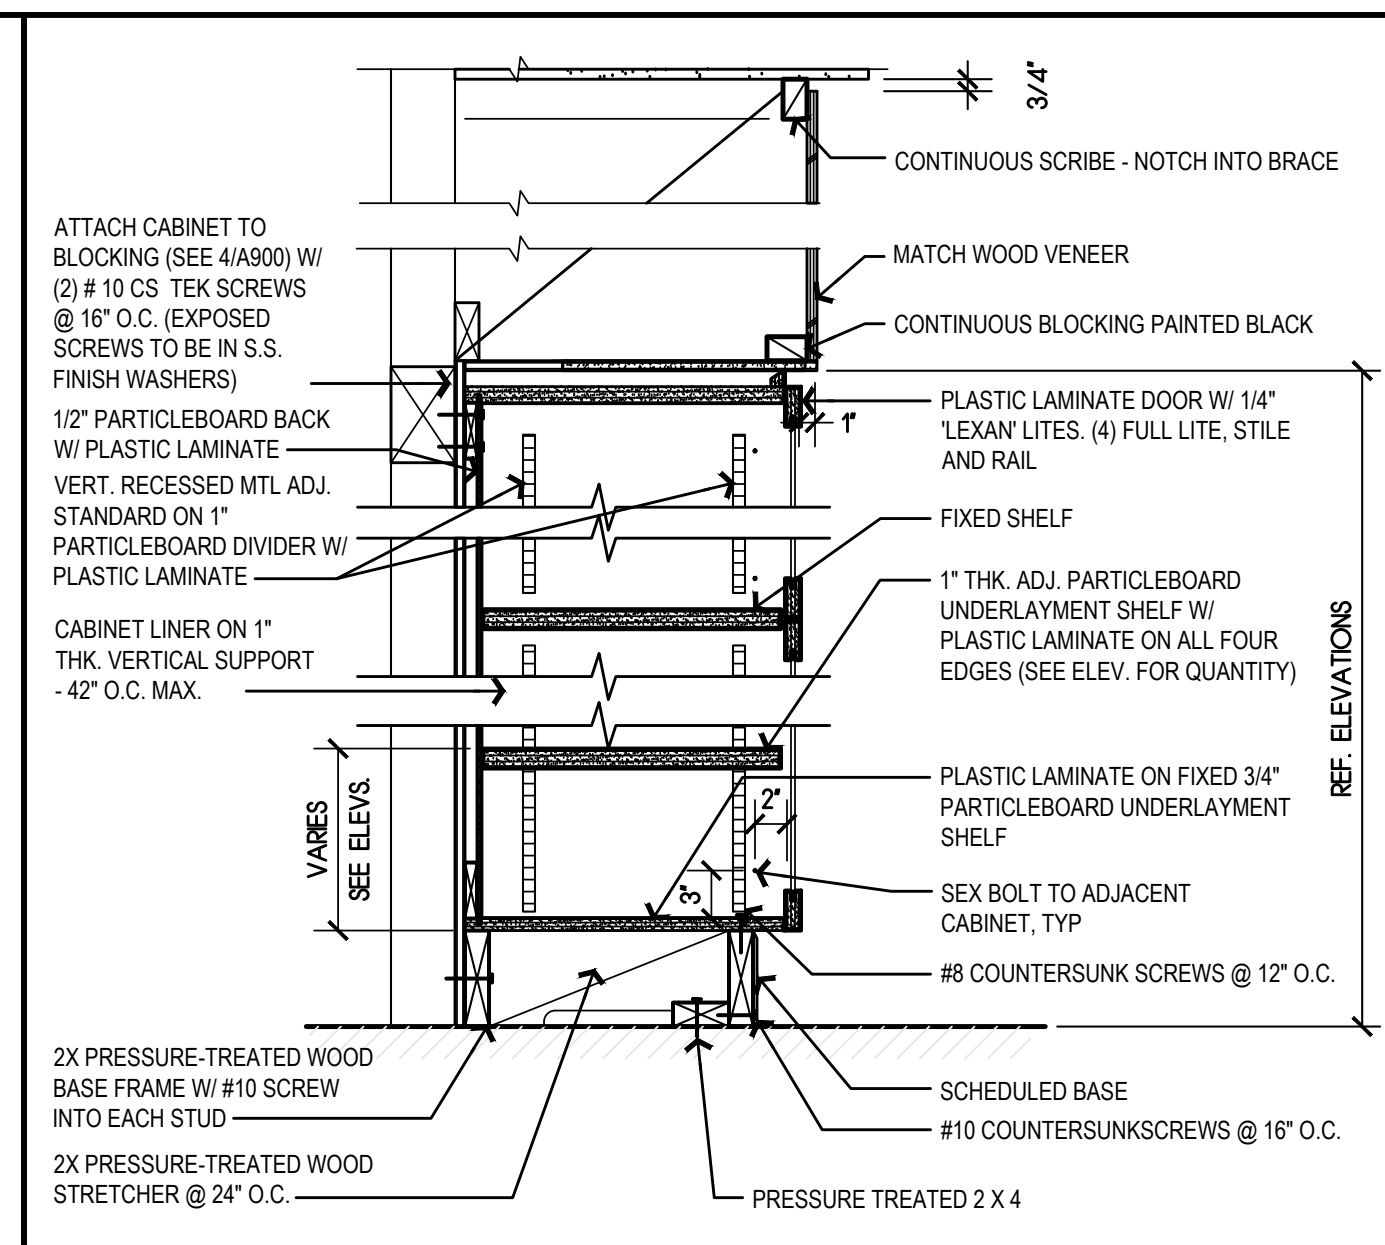 3/4"
CONTINUOUS SCRIBE - NOTCH INTO BRACE
ATTACH CABINET TO
BLOCKING (SEE 4/A900) W/
(2) # 10 CS TEK SCREWS
@ 16" O.C. (EXPOSED
SCREWS TO BE IN S.S.
FINISH WASHERS)
MATCH WOOD VENEER
CONTINUOUS BLOCKING PAINTED BLACK
1/2" PARTICLEBOARD BACK
W/ PLASTIC LAMINATE
1"
PLASTIC LAMINATE DOOR W/ 1/4"
'LEXAN' LITES. (4) FULL LITE, STILE
AND RAIL
VERT. RECESSED MTL ADJ.
STANDARD ON 1"
PARTICLEBOARD DIVIDER W/
PLASTIC LAMINATE
FIXED SHELF
1" THK. ADJ. PARTICLEBOARD
UNDERLAYMENT SHELF W/
PLASTIC LAMINATE ON ALL FOUR
EDGES (SEE ELEV. FOR QUANTITY)
CABINET LINER ON 1"
THK. VERTICAL SUPPORT
- 42" O.C. MAX.
REF. ELEVATIONS
VARIES
SEE ELEVS.
2"
3"
PLASTIC LAMINATE ON FIXED 3/4"
PARTICLEBOARD UNDERLAYMENT
SHELF
SEX BOLT TO ADJACENT
CABINET, TYP
#8 COUNTERSUNK SCREWS @ 12" O.C.
2X PRESSURE-TREATED WOOD
BASE FRAME W/ #10 SCREW
INTO EACH STUD
SCHEDULED BASE
#10 COUNTERSUNKSCREWS @ 16" O.C.
2X PRESSURE-TREATED WOOD
STRETCHER @ 24" O.C.
PRESSURE TREATED 2 X 4